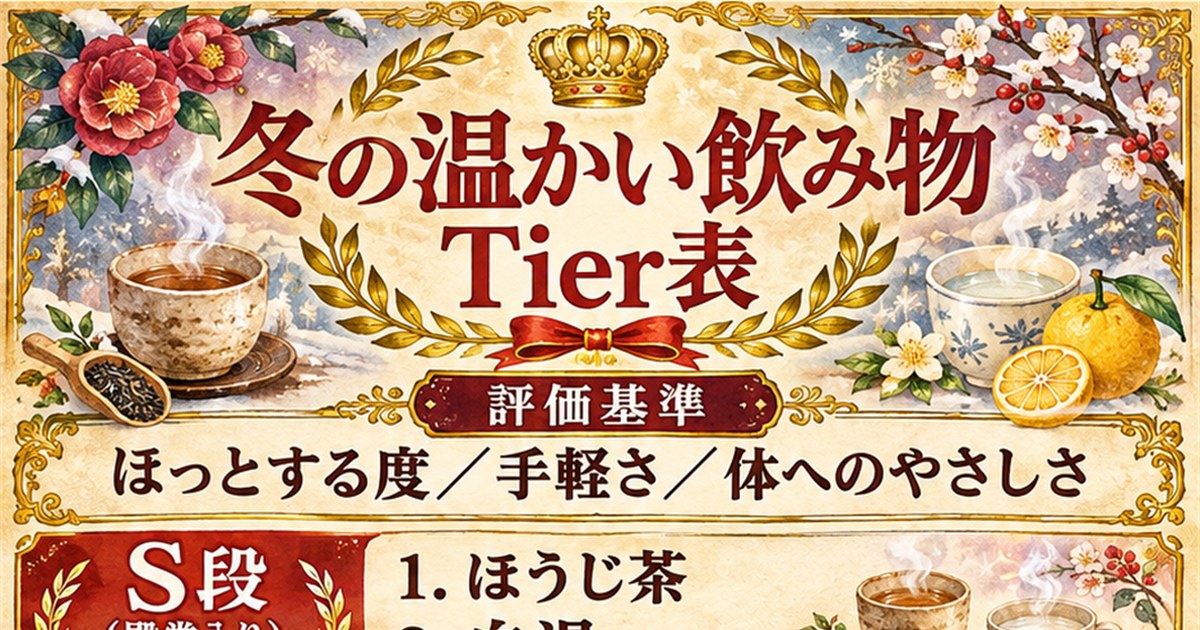 冬の温かい飲み物
Tier表
評価基準
ほっとする度／手軽さ／体へのやさしさ
S段
1. ほうじ茶